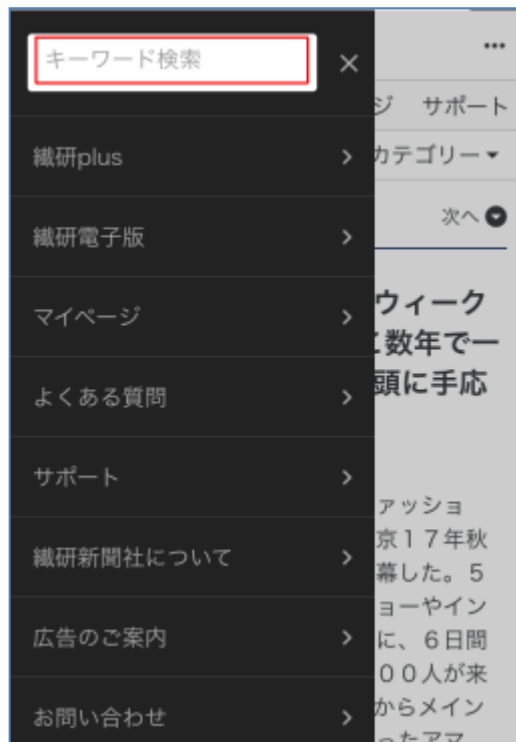 キーワード検索
×
•••
ジ サポート
繊研plus
カテゴリー
繊研電子版
次へ
マイページ
よくある質問
サポート
繊研新聞社について
広告のご案内
お問い合わせ
ウィーク
数年で一
頭に手応
ァッショ
京17年秋
幕した。5
ョーやイン
に、6日間
00人が来
からメイン
ったアマ